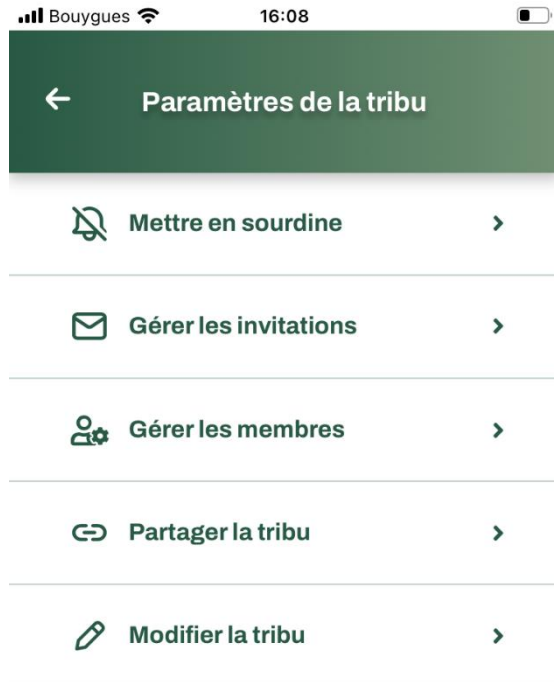 Bouygues 16:08
Paramètres de la tribu
Mettre en sourdine
Gérer les invitations
Gérer les membres
Partager la tribu
Modifier la tribu